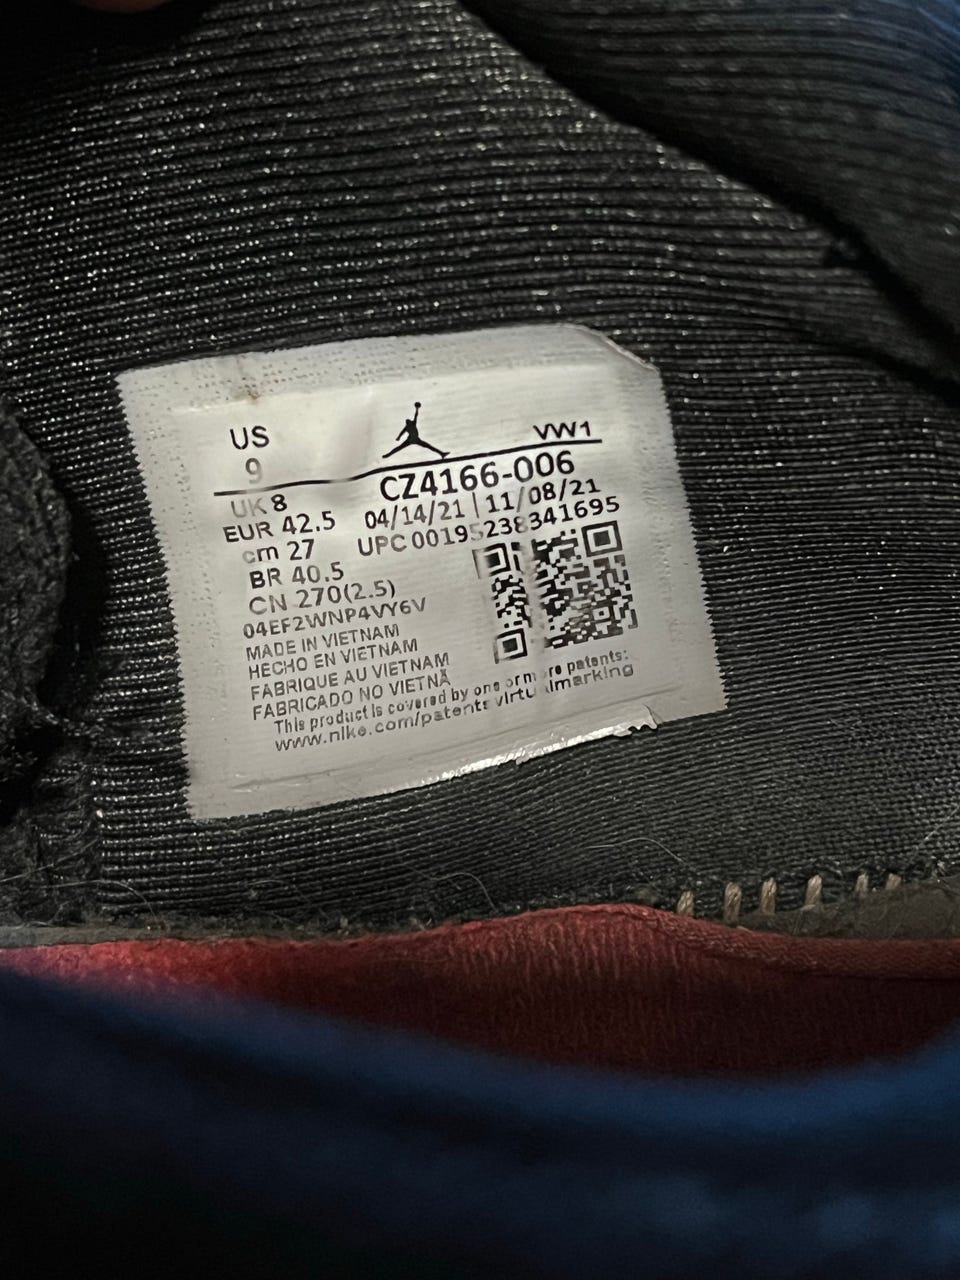 US
9
VW1
UK 8
CZ4166-006
EUR 42.5
04/14/21 | 11/08/21
cm 27
UPC 00195238341695
BR 40.5
CN 270(2.5)
04EF2WNP4VY6V
MADE IN VIETNAM
HECHO EN VIETNAM
FABRIQUE AU VIETNAM
FABRICADO NO VIETNÃ
This product is covered by one or more patents:
www.nike.com/patents virtualmarking